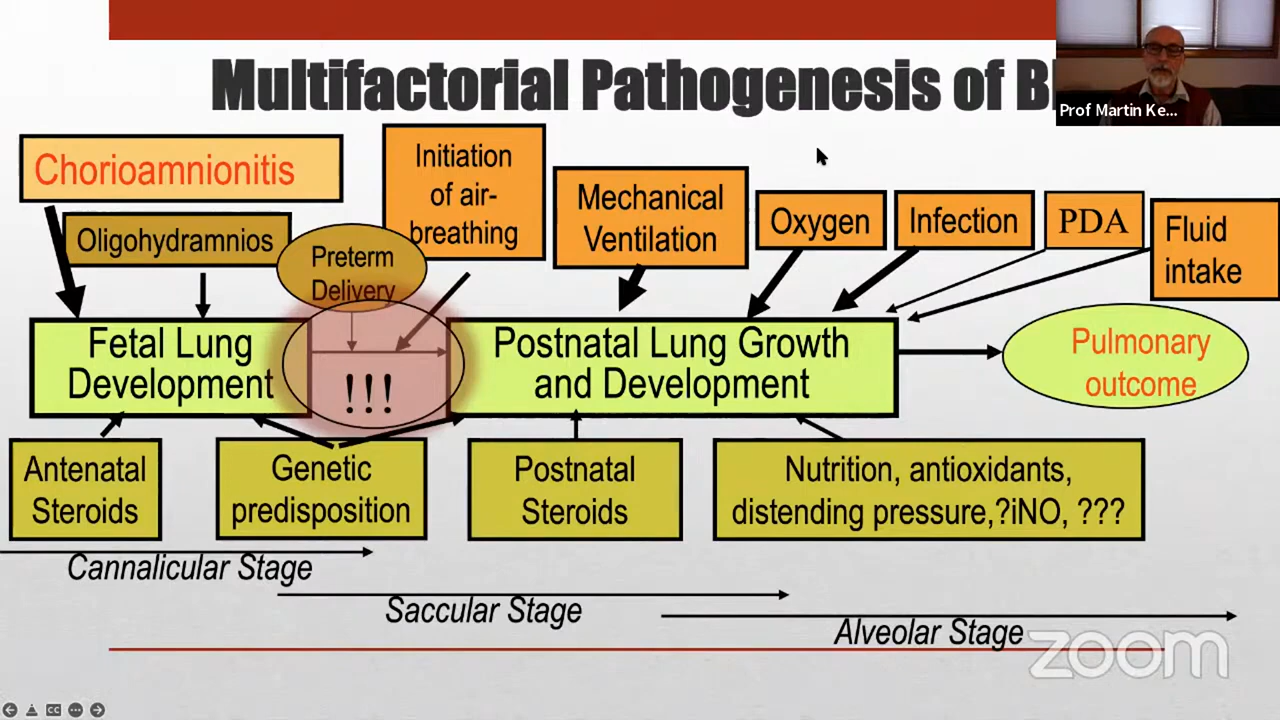 Multifactorial Pathogenesis of B
Prof Martin Ke...
Chorioamnionitis
Oligohydramnios
Preterm
Delivery
Initiation
of air-
breathing
Mechanical
Ventilation
Oxygen
Infection
PDA
Fluid
intake
Fetal Lung
Development
!!!
Postnatal Lung Growth
and Development
Pulmonary
outcome
Antenatal
Steroids
Genetic
predisposition
Postnatal
Steroids
Nutrition, antioxidants,
distending pressure,?iNO, ???
Cannalicular Stage
Saccular Stage
Alveolar Stage
zoom
CC